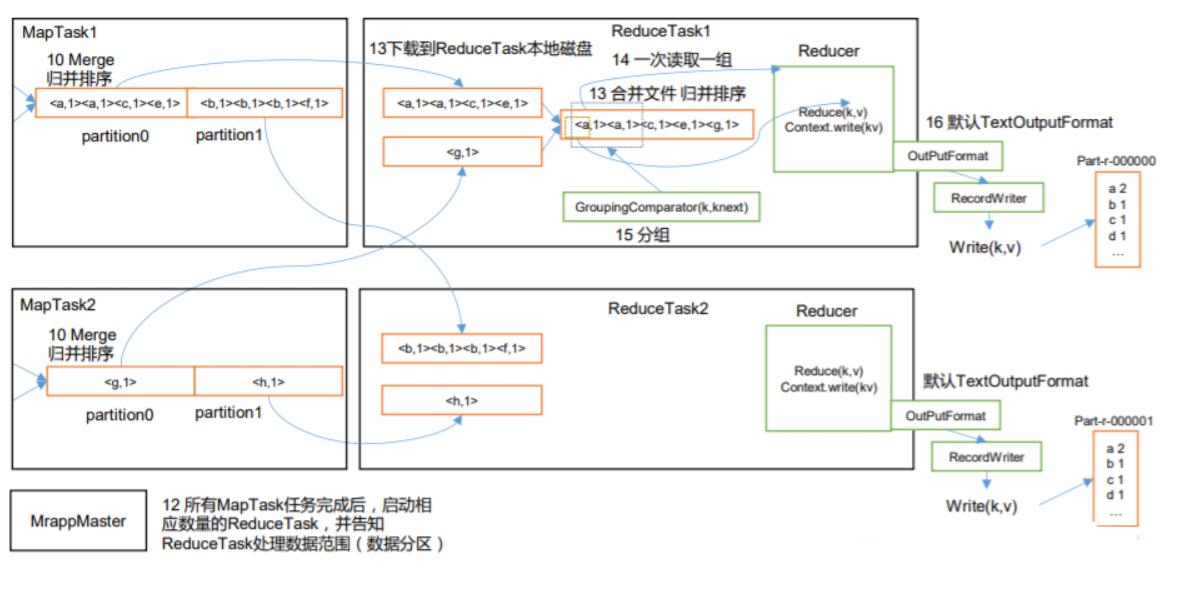 MapTask1
10 Merge
归并排序
<a,1><a,1><c,1><e,1>
<b,1><b,1><b,1><f,1>
partition0
partition1
ReduceTask1
13下载到ReduceTask本地磁盘
14 一次读取一组
Reducer
<a,1><a,1><c,1><e,1>
13 合并文件 归并排序
<a,1><a,1><c,1><e,1><g,1>
<g,1>
Reduce(k,v)
Context.write(kv)
GroupingComparator(k,knext)
15 分组
16 默认TextOutputFormat
OutPutFormat
RecordWriter
Write(k,v)
Part-r-000000
a 2
b 1
c 1
d 1
...
MapTask2
10 Merge
归并排序
<g,1>
<h,1>
partition0
partition1
ReduceTask2
Reducer
<b,1><b,1><b,1><f,1>
<h,1>
Reduce(k,v)
Context.write(kv)
默认TextOutputFormat
OutPutFormat
RecordWriter
Write(k,v)
Part-r-000001
a 2
b 1
c 1
d 1
...
MrappMaster
12 所有MapTask任务完成后，启动相
应数量的ReduceTask，并告知
ReduceTask处理数据范围（数据分区）